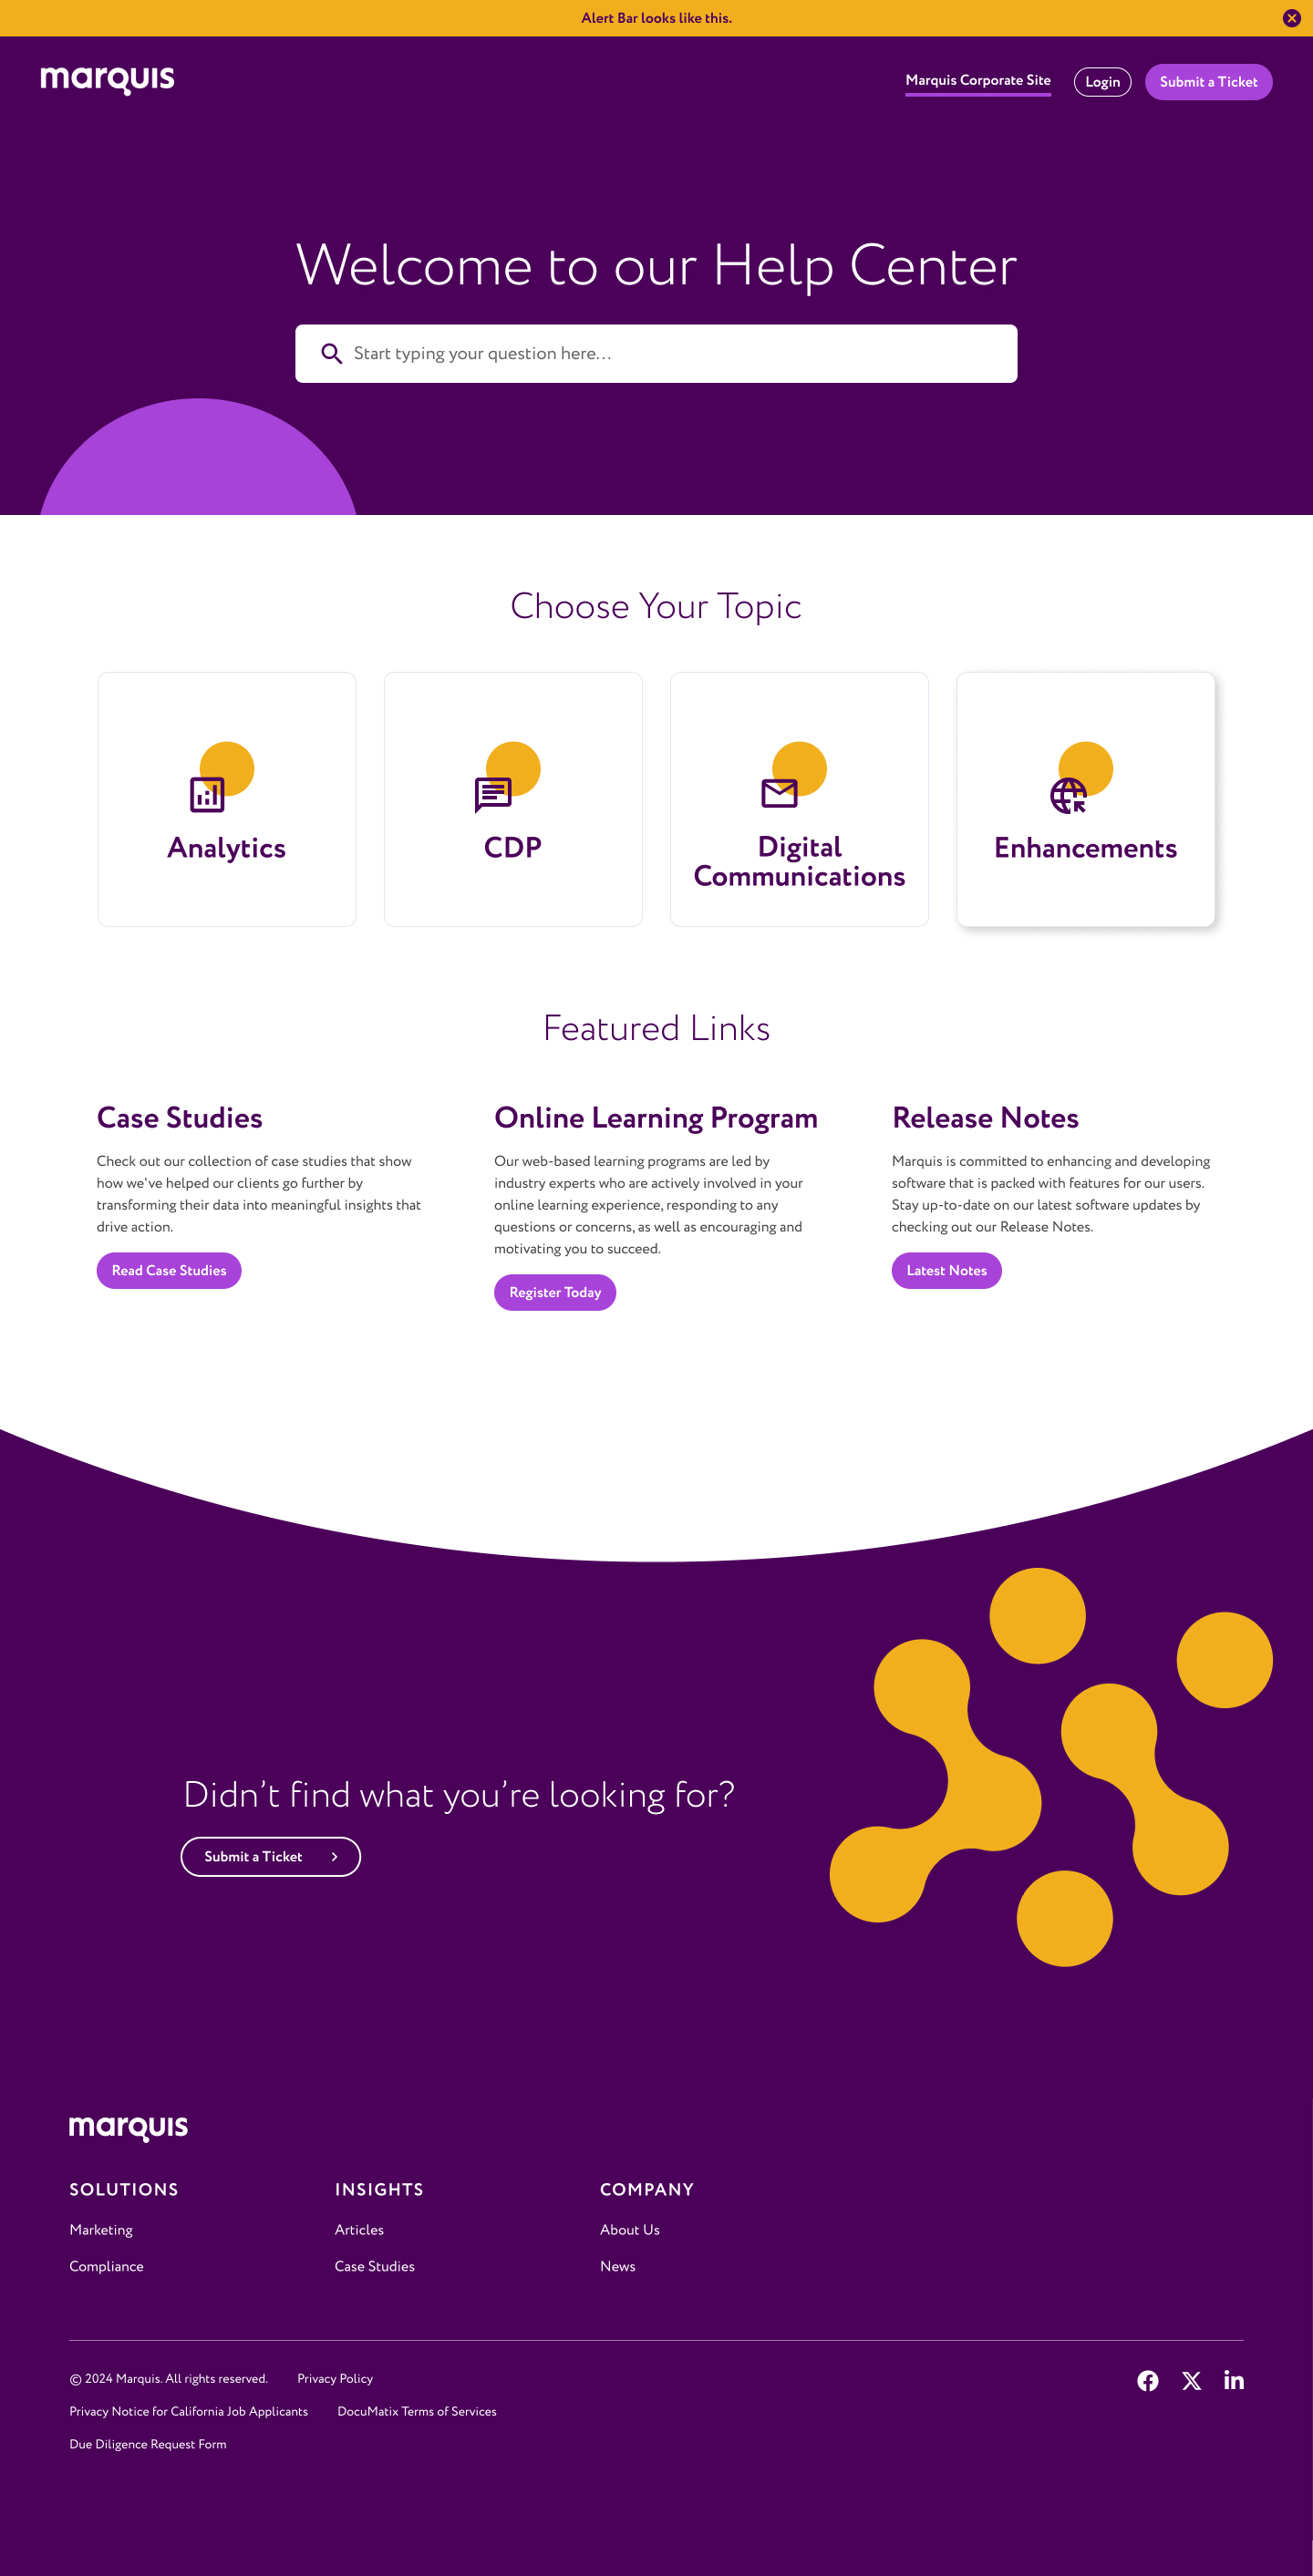 Alert Bar looks like this.
marquis
Marquis Corporate Site
Login
Submit a Ticket
Welcome to our Help Center
Start typing your question here...
Choose Your Topic
Analytics
CDP
Digital
Communications
Enhancements
Featured Links
Case Studies
Check out our collection of case studies that show
how we've helped our clients go further by
transforming their data into meaningful insights that
drive action.
Read Case Studies
Online Learning Program
Our web-based learning programs are led by
industry experts who are actively involved in your
online learning experience, responding to any
questions or concerns, as well as encouraging and
motivating you to succeed.
Register Today
Release Notes
Marquis is committed to enhancing and developing
software that is packed with features for our users.
Stay up-to-date on our latest software updates by
checking out our Release Notes.
Latest Notes
Didn’t find what you’re looking for?
Submit a Ticket
marquis
SOLUTIONS
Marketing
Compliance
INSIGHTS
Articles
Case Studies
COMPANY
About Us
News
© 2024 Marquis. All rights reserved.
Privacy Policy
Privacy Notice for California Job Applicants
DocuMatix Terms of Services
Due Diligence Request Form